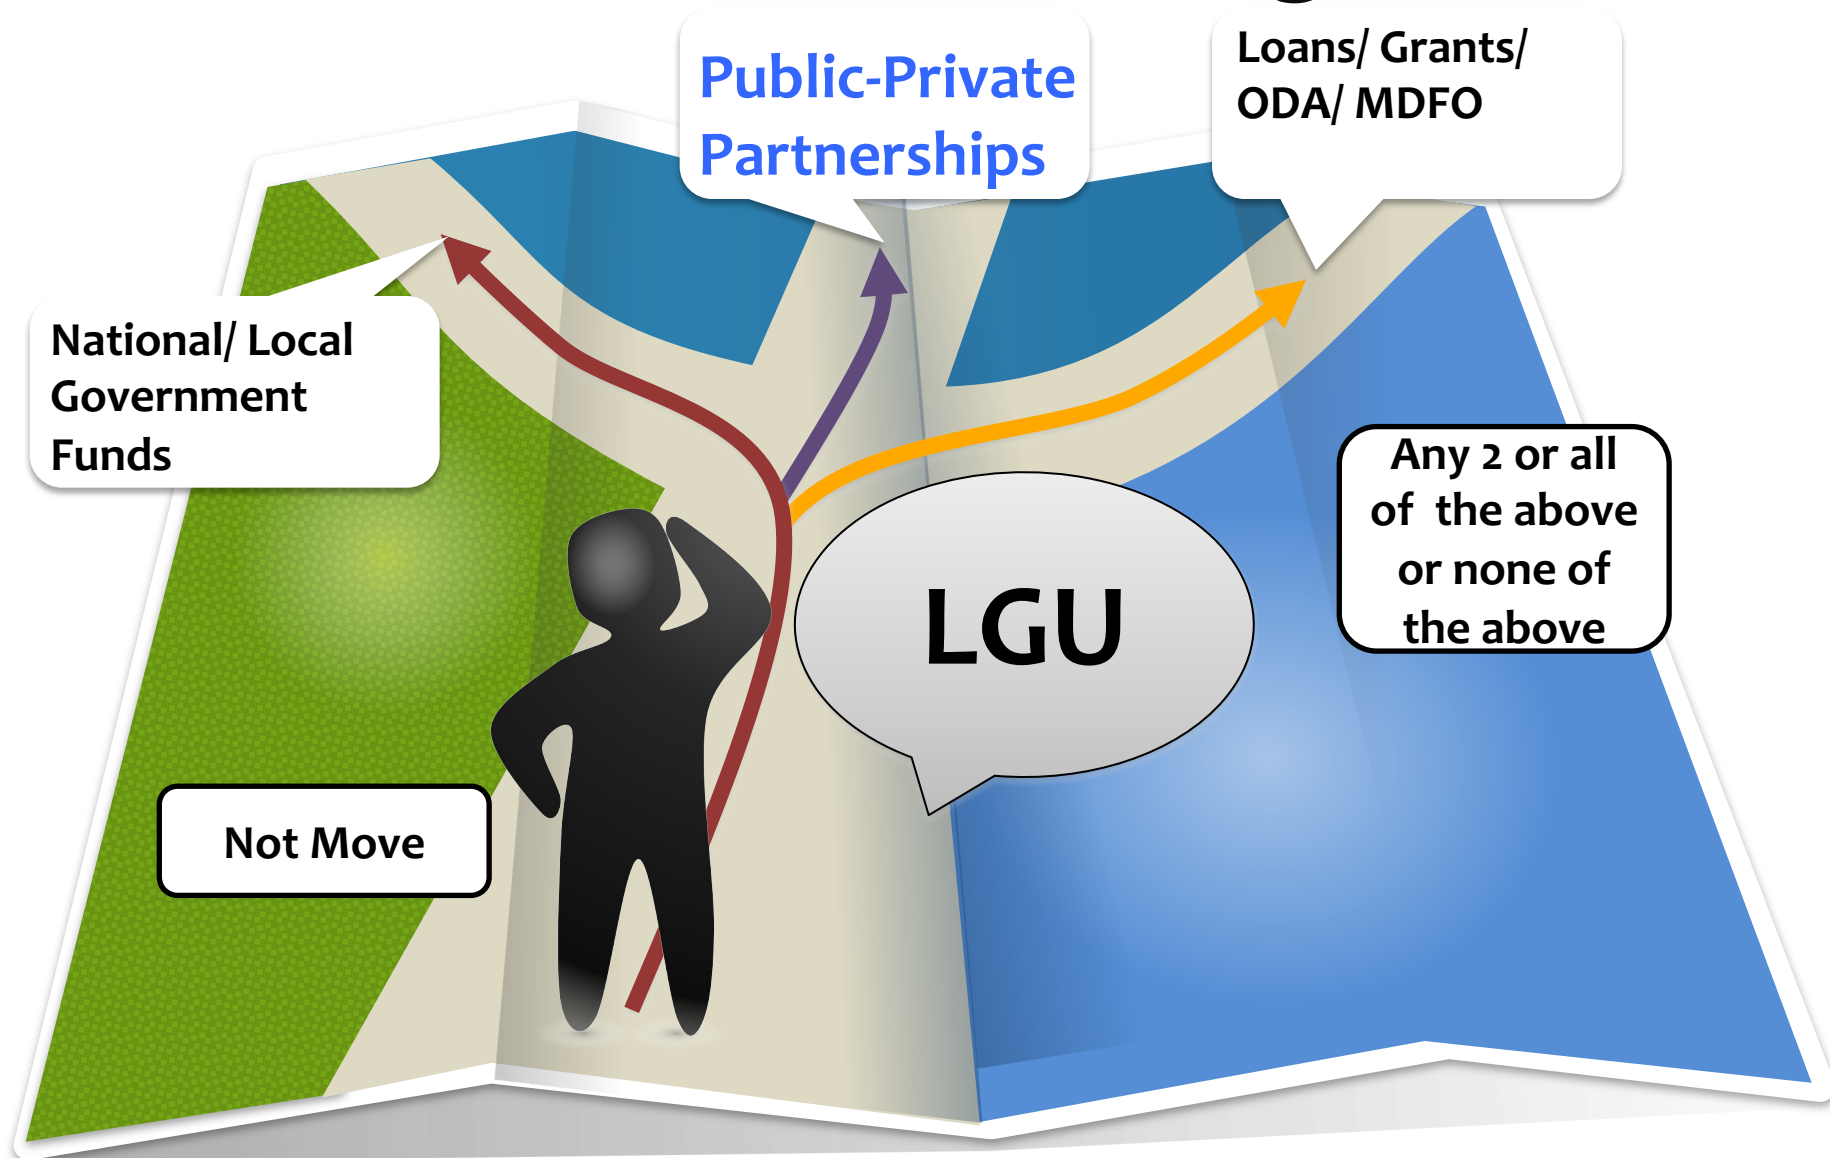 Public-Private
Partnerships
Loans/ Grants/
ODA/ MDFO
National/ Local
Government
Funds
Any 2 or all
of the above
or none of
the above
LGU
Not Move